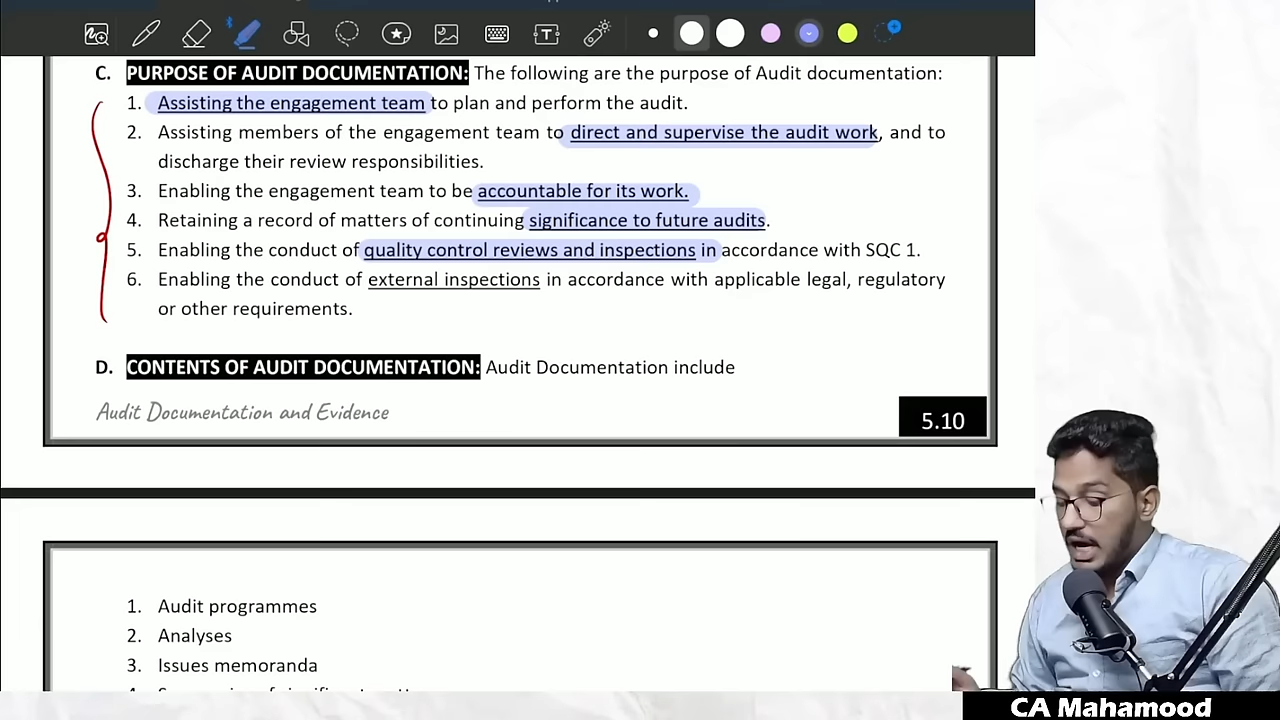 C. PURPOSE OF AUDIT DOCUMENTATION: The following are the purpose of Audit documentation:
1. Assisting the engagement team to plan and perform the audit.
2. Assisting members of the engagement team to direct and supervise the audit work, and to
discharge their review responsibilities.
3. Enabling the engagement team to be accountable for its work.
4. Retaining a record of matters of continuing significance to future audits.
5. Enabling the conduct of quality control reviews and inspections in accordance with SQC 1.
6. Enabling the conduct of external inspections in accordance with applicable legal, regulatory
or other requirements.
D. CONTENTS OF AUDIT DOCUMENTATION: Audit Documentation include
Audit Documentation and Evidence
5.10
1. Audit programmes
2. Analyses
3. Issues memoranda
CA Mahamood